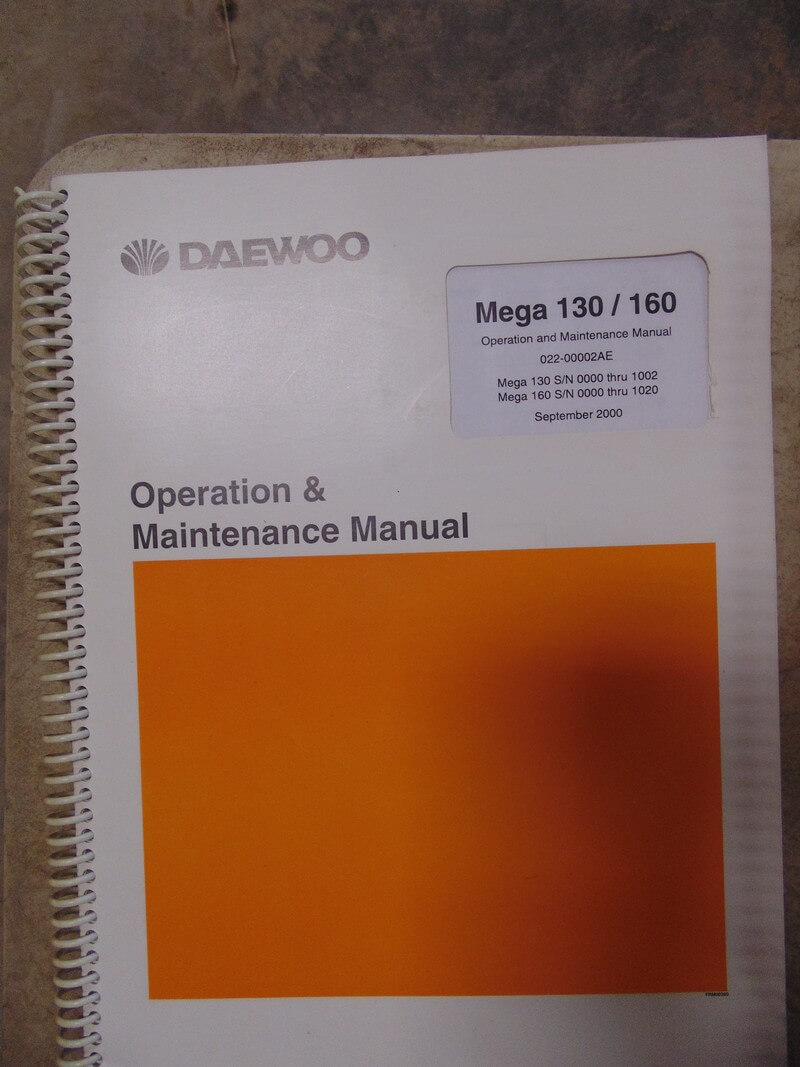 DAEWOO
Mega 130 / 160
Operation and Maintenance Manual
022-00002AE
Mega 130 S/N 0000 thru 1002
Mega 160 S/N 0000 thru 1020
September 2000
Operation &
Maintenance Manual